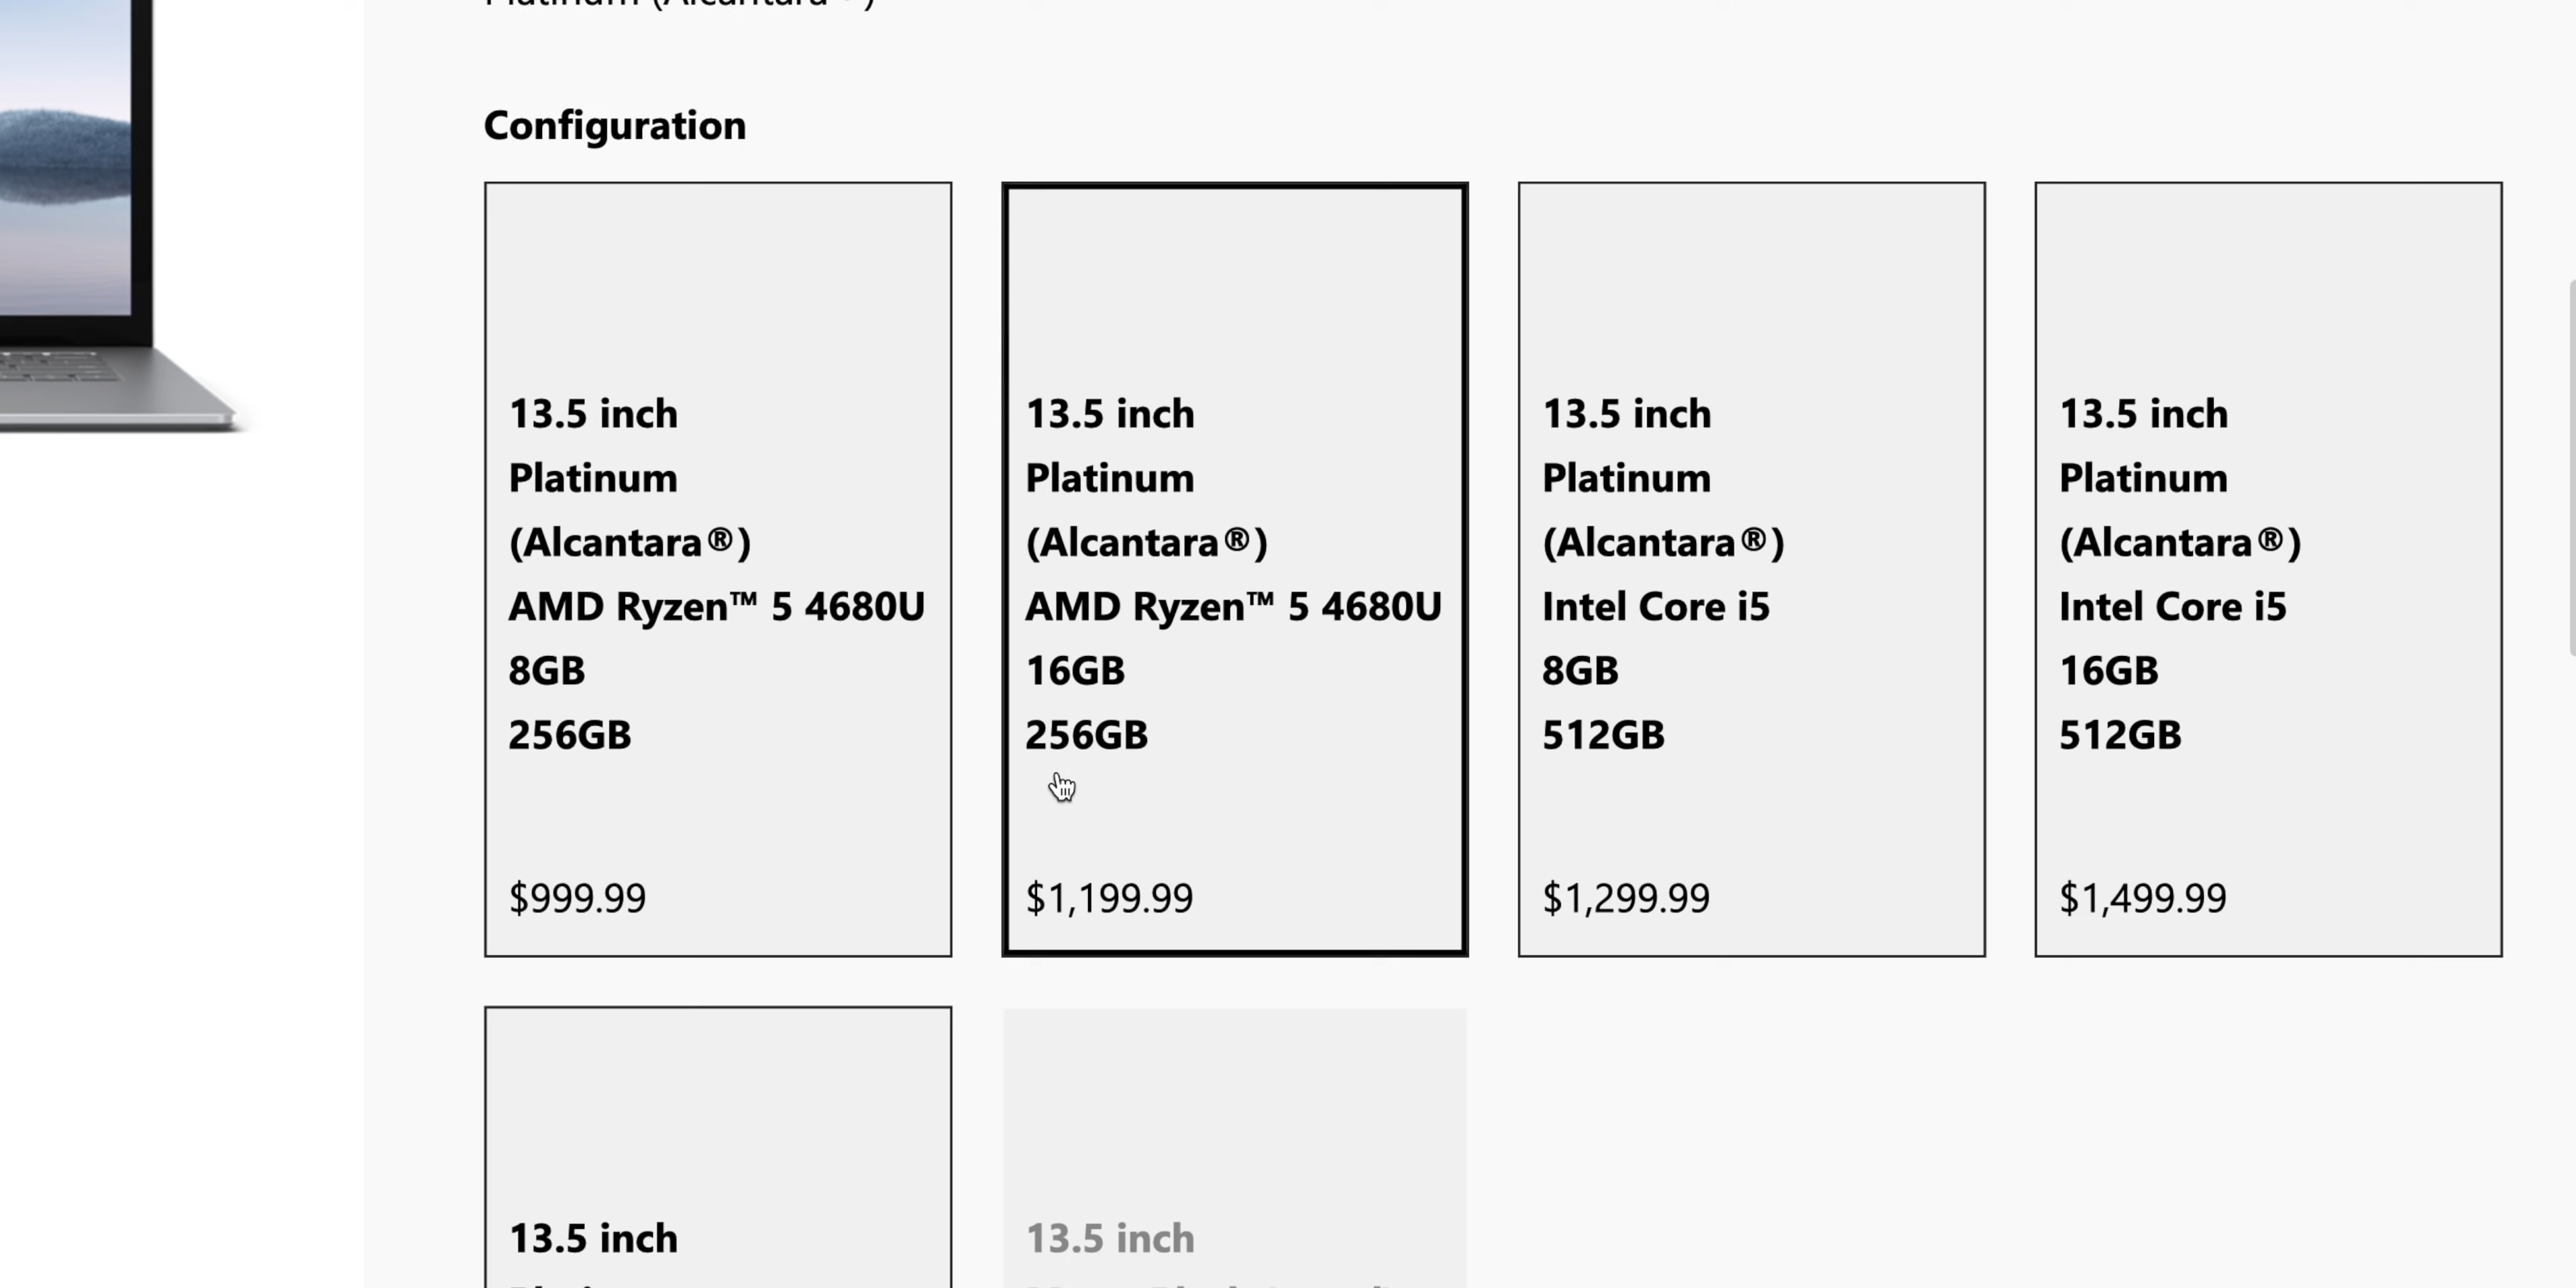 Platinum (Alcantara®)
Configuration
13.5 inch
Platinum
(Alcantara®)
AMD Ryzen™ 5 4680U
8GB
256GB
$999.99
13.5 inch
Platinum
(Alcantara®)
AMD Ryzen™ 5 4680U
16GB
256GB
$1,199.99
13.5 inch
Platinum
(Alcantara®)
Intel Core i5
8GB
512GB
$1,299.99
13.5 inch
Platinum
(Alcantara®)
Intel Core i5
16GB
512GB
$1,499.99
13.5 inch
13.5 inch